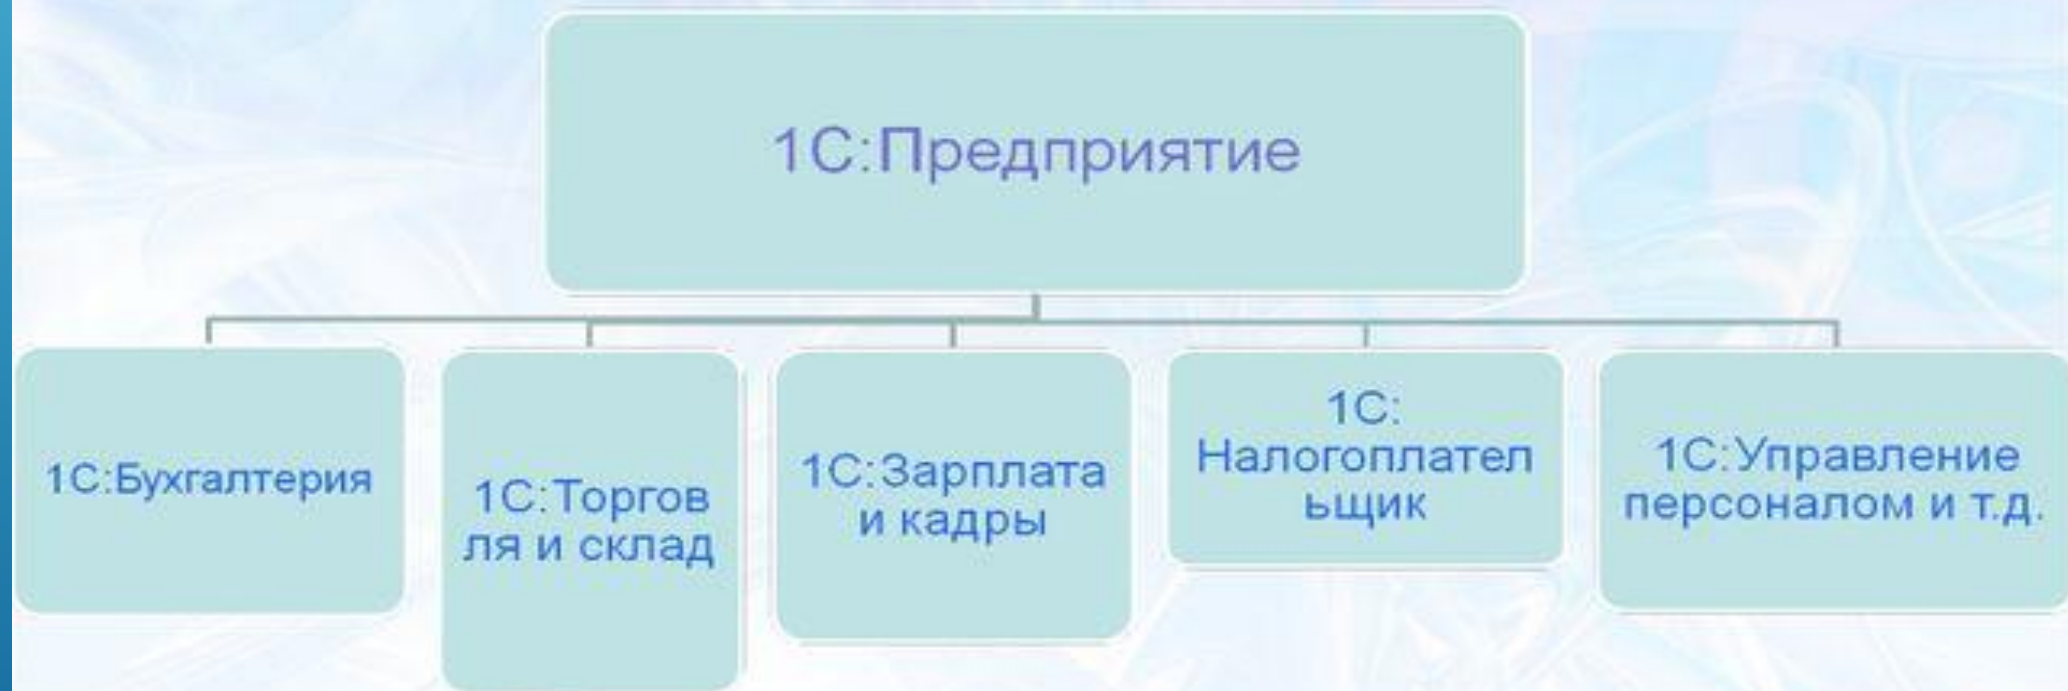 1С:Предприятие
1С:Бухгалтерия
1С:Торгов
ля и склад
1С:Зарплата
и кадры
1С:
Налогоплател
ьщик
1С:Управление
персоналом и т.д.